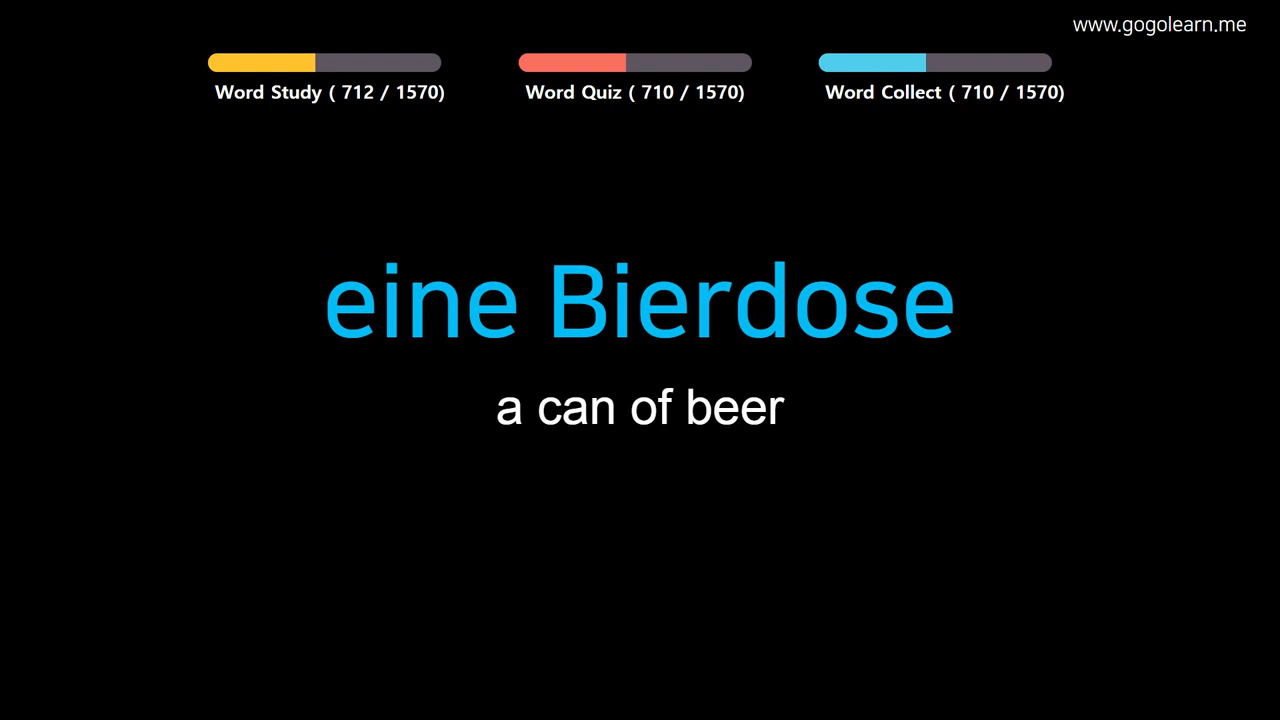 www.gogolearn.me
Word Study ( 712 / 1570)
Word Quiz ( 710 / 1570)
Word Collect ( 710 / 1570)
eine Bierdose
a can of beer